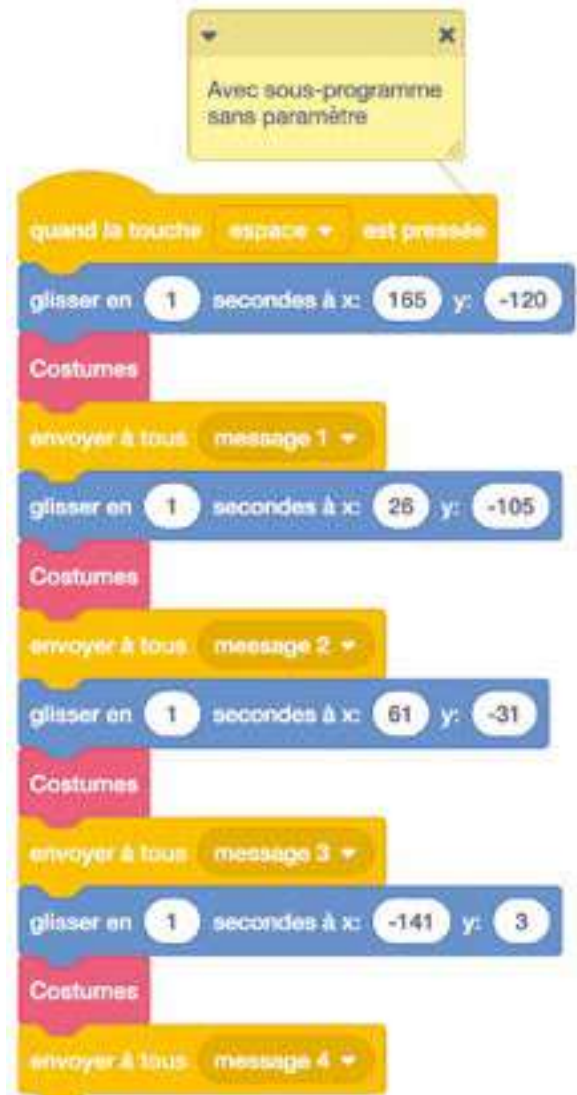 Avec sous-programme
sans paramètre
quand la touche espace est pressée
glisser en 1 secondes à x: 165 y: -120
Costumes
envoyer à tous message 1
glisser en 1 secondes à x: 26 y: -105
Costumes
envoyer à tous message 2
glisser en 1 secondes à x: 61 y: -31
Costumes
envoyer à tous message 3
glisser en 1 secondes à x: -141 y: 3
Costumes
envoyer à tous message 4